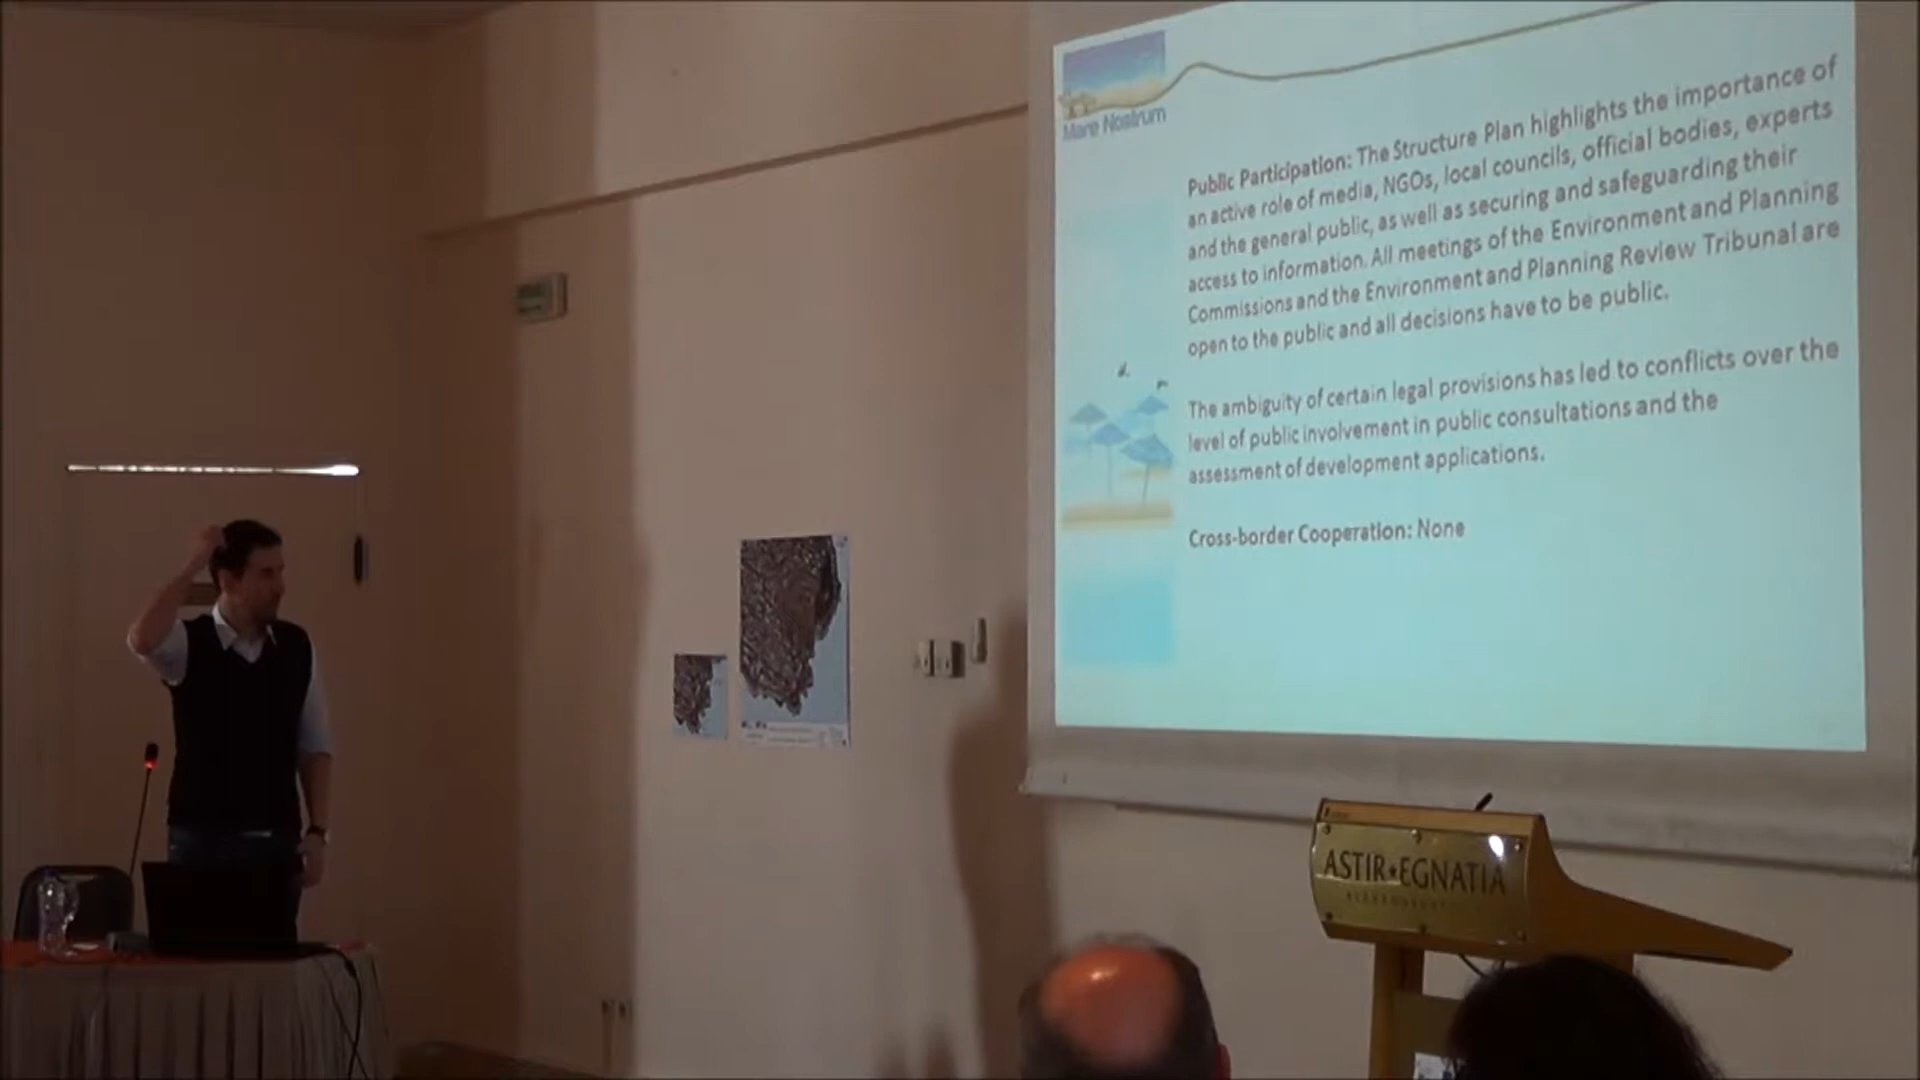 Mare Nostrum
Public Participation: The Structure Plan highlights the importance of
an active role of media, NGOs, local councils, official bodies, experts
and the general public, as well as securing and safeguarding their
access to information. All meetings of the Environment and Planning
Commissions and the Environment and Planning Review Tribunal are
open to the public and all decisions have to be public.
The ambiguity of certain legal provisions has led to conflicts over the
level of public involvement in public consultations and the
assessment of development applications.
Cross-border Cooperation: None
ASTIR★EGNATIA